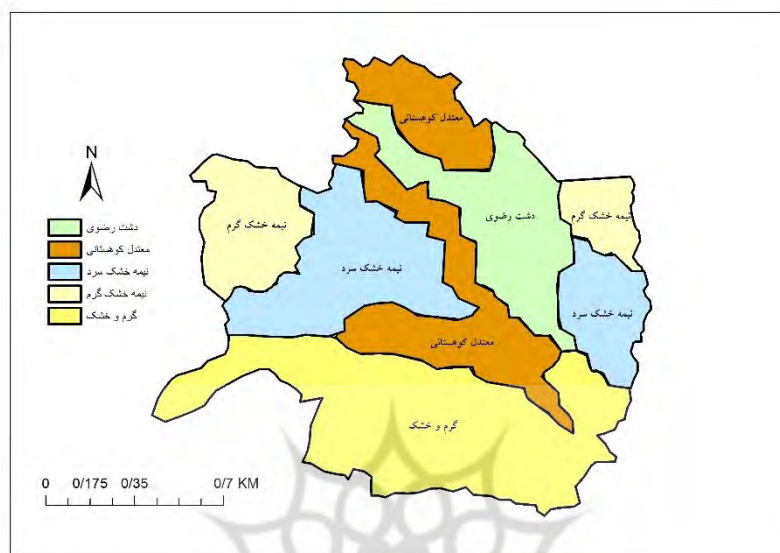 معتدل کوهستانی
N
نیمه خشک گرم
دشت رضوی
نیمه خشک گرم
دشت رضوی
معتدل کوهستانی
نیمه خشک سرد
نیمه خشک گرم
گرم و خشک
نیمه خشک سرد
نیمه خشک سرد
معتدل کوهستانی
گرم و خشک
0 0/175 0/35 0/7 KM